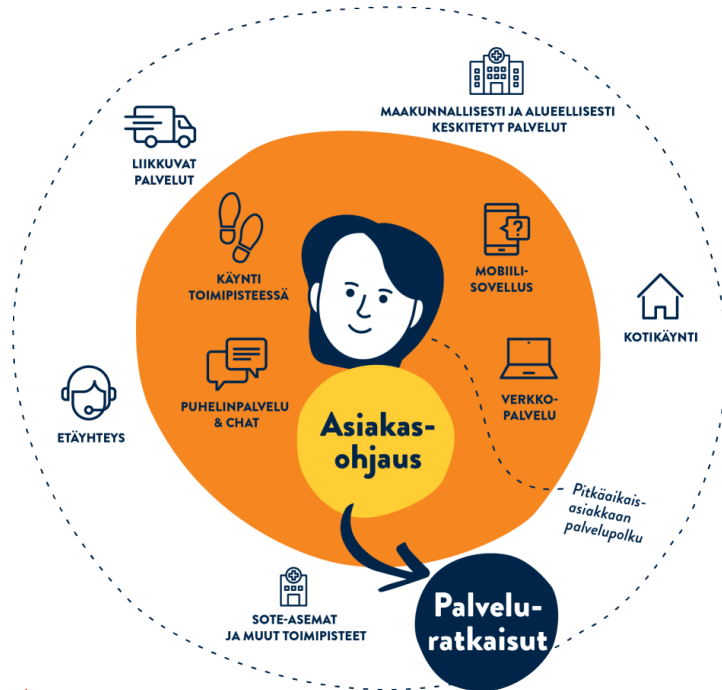 MAAKUNNALLISESTI JA ALUEELLISESTI
KESKITETYT PALVELUT
LIIKKUVAT
PALVELUT
KÄYNTI
TOIMIPISTEESSÄ
MOBIILI-
SOVELLUS
KOTIKÄYNTI
PUHELINPALVELU
& CHAT
VERKKO-
PALVELU
ETÄYHTEYS
Asiakas-
ohjaus
Pitkäaikais-
asiakkaan
palvelupolku
SOTE-ASEMAT
JA MUUT TOIMIPISTEET
Palvelu-
ratkaisut